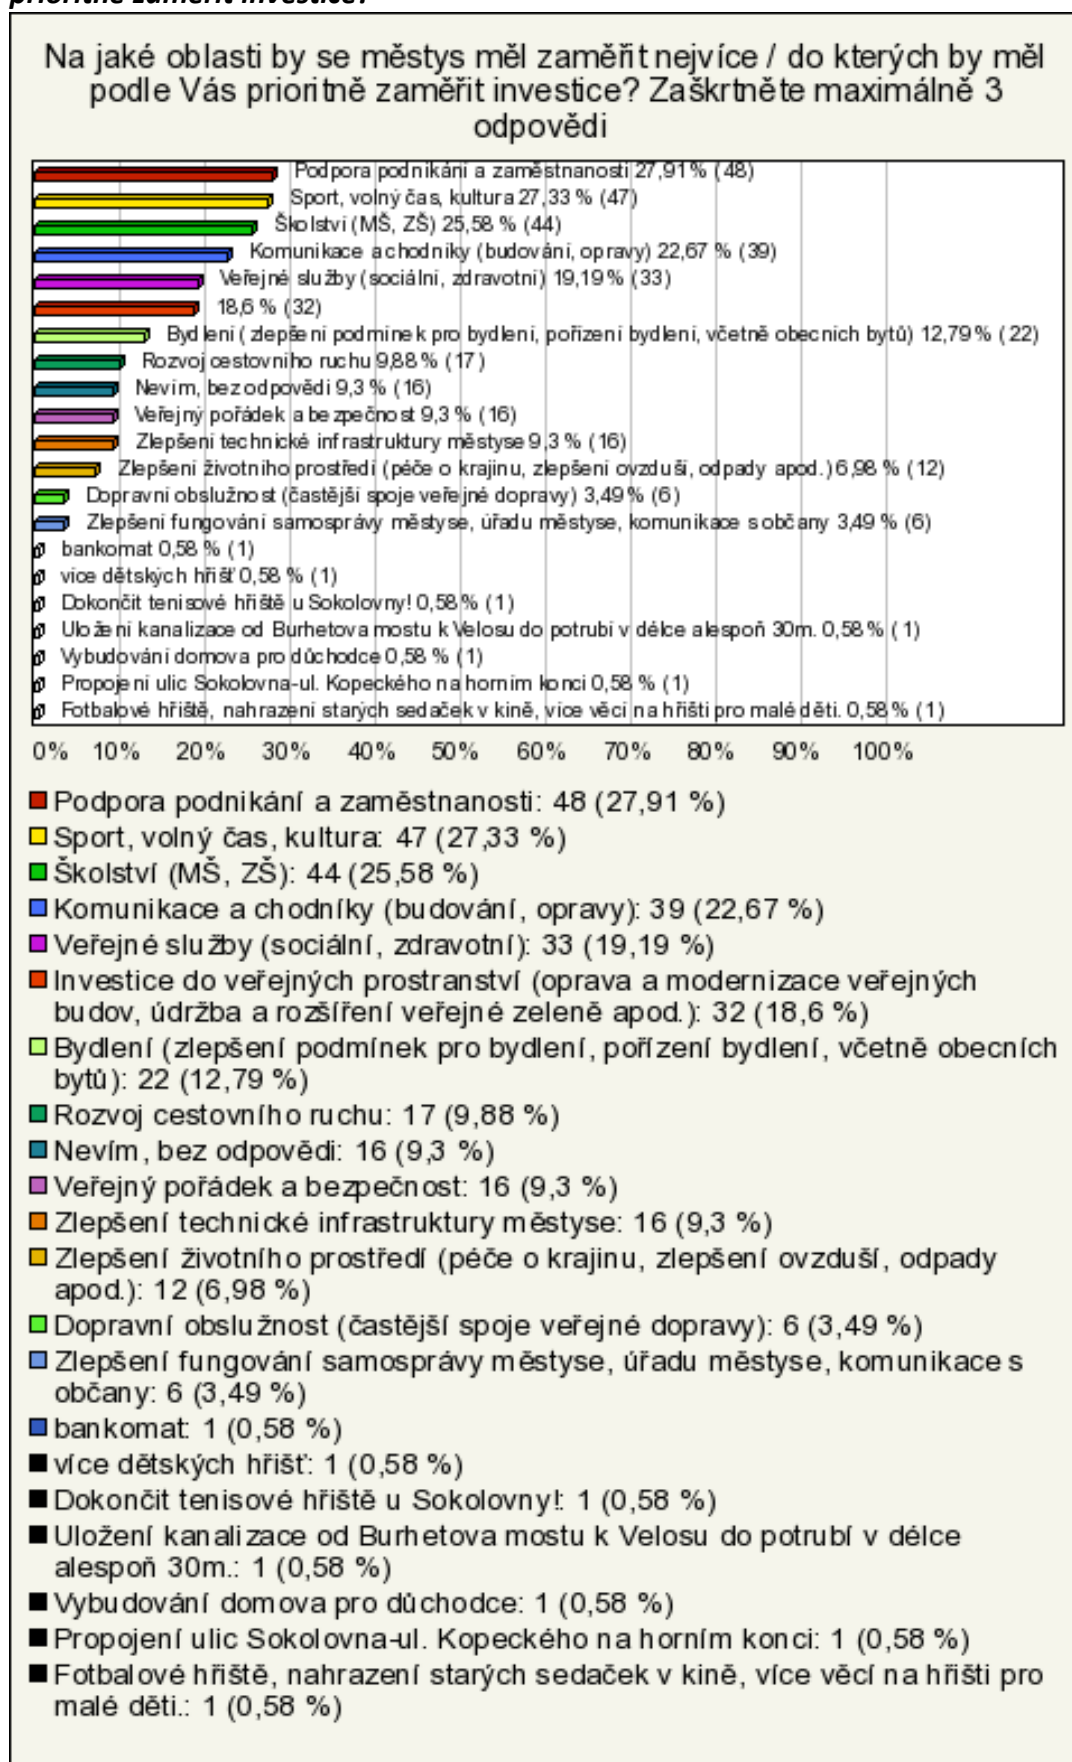 prioritně zaměřit investice?
Na jaké oblasti by se městys měl zaměřit nejvíce / do kterých by měl
podle Vás prioritně zaměřit investice? Zaškrtněte maximálně 3
odpovědi
Podpora podnikání a zaměstnanosti 27,91 % (48)
Sport, volný čas, kultura 27,33 % (47)
Školství (MŠ, ZŠ) 25,58 % (44)
Komunikace a chodníky (budování, opravy) 22,67 % (39)
Veřejné služby (sociální, zdravotní) 19,19 % (33)
18,6 % (32)
Bydlení (zlepšení podmínek pro bydlení, pořízení bydlení, včetně obecních bytů) 12,79 % (22)
Rozvoj cestovního ruchu 9,88 % (17)
Nevím, bez odpovědi 9,3 % (16)
Veřejný pořádek a bezpečnost 9,3 % (16)
Zlepšení technické infrastruktury městyse 9,3 % (16)
Zlepšení životního prostředí (péče o krajinu, zlepšení ovzduší, odpady apod.) 6,98 % (12)
Dopravní obslužnost (častější spoje veřejné dopravy) 3,49 % (6)
Zlepšení fungování samosprávy městyse, úřadu městyse, komunikace s občany 3,49 % (6)
bankomat 0,58 % (1)
více dětských hřišť 0,58 % (1)
Dokončit tenisové hřiště u Sokolovny! 0,58 % (1)
Uložení kanalizace od Burhetova mostu k Velosu do potrubí v délce alespoň 30m. 0,58 % (1)
Vybudování domova pro důchodce 0,58 % (1)
Propojení ulic Sokolovna-ul. Kopeckého na horním konci 0,58 % (1)
Fotbalové hřiště, nahrazení starých sedaček v kině, více věcí na hřišti pro malé děti. 0,58 % (1)
0% 10% 20% 30% 40% 50% 60% 70% 80% 90% 100%
Podpora podnikání a zaměstnanosti: 48 (27,91 %)
Sport, volný čas, kultura: 47 (27,33 %)
Školství (MŠ, ZŠ): 44 (25,58 %)
Komunikace a chodníky (budování, opravy): 39 (22,67 %)
Veřejné služby (sociální, zdravotní): 33 (19,19 %)
Investice do veřejných prostranství (oprava a modernizace veřejných
budov, údržba a rozšíření veřejné zeleně apod.): 32 (18,6 %)
Bydlení (zlepšení podmínek pro bydlení, pořízení bydlení, včetně obecních
bytů): 22 (12,79 %)
Rozvoj cestovního ruchu: 17 (9,88 %)
Nevím, bez odpovědi: 16 (9,3 %)
Veřejný pořádek a bezpečnost: 16 (9,3 %)
Zlepšení technické infrastruktury městyse: 16 (9,3 %)
Zlepšení životního prostředí (péče o krajinu, zlepšení ovzduší, odpady
apod.): 12 (6,98 %)
Dopravní obslužnost (častější spoje veřejné dopravy): 6 (3,49 %)
Zlepšení fungování samosprávy městyse, úřadu městyse, komunikace s
občany: 6 (3,49 %)
bankomat: 1 (0,58 %)
více dětských hřišť: 1 (0,58 %)
Dokončit tenisové hřiště u Sokolovny!: 1 (0,58 %)
Uložení kanalizace od Burhetova mostu k Velosu do potrubí v délce
alespoň 30m.: 1 (0,58 %)
Vybudování domova pro důchodce: 1 (0,58 %)
Propojení ulic Sokolovna-ul. Kopeckého na horním konci: 1 (0,58 %)
Fotbalové hřiště, nahrazení starých sedaček v kině, více věcí na hřišti pro
malé děti.: 1 (0,58 %)